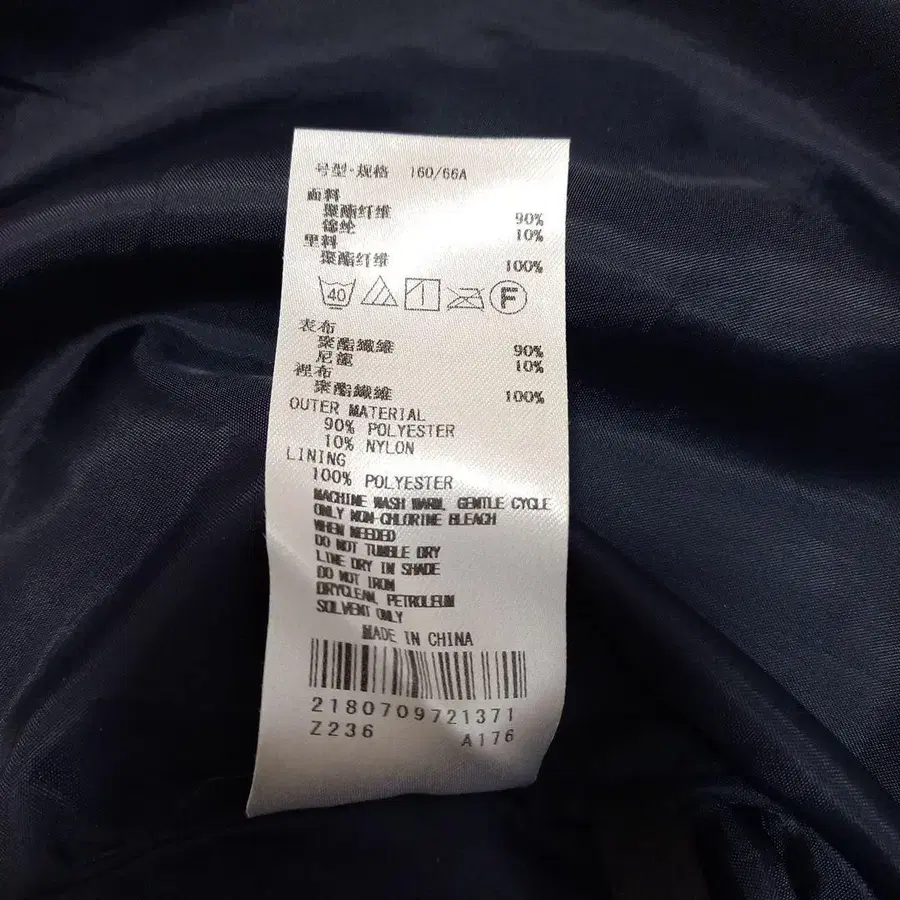 号型·规格 160/66A
面料
聚酯纤维 90%
锦纶 10%
里料
聚酯纤维 100%
40 F
表布
聚酯纖維 90%
尼龍 10%
裡布
聚酯纖維 100%
OUTER MATERIAL
90% POLYESTER
10% NYLON
LINING
100% POLYESTER
MACHINE WASH WARM, GENTLE CYCLE
ONLY NON-CHLORINE BLEACH
WHEN NEEDED
DO NOT TUMBLE DRY
LINE DRY IN SHADE
DO NOT IRON
DRYCLEAN, PETROLEUM
SOLVENT ONLY
MADE IN CHINA
2180709721371
Z236 A176